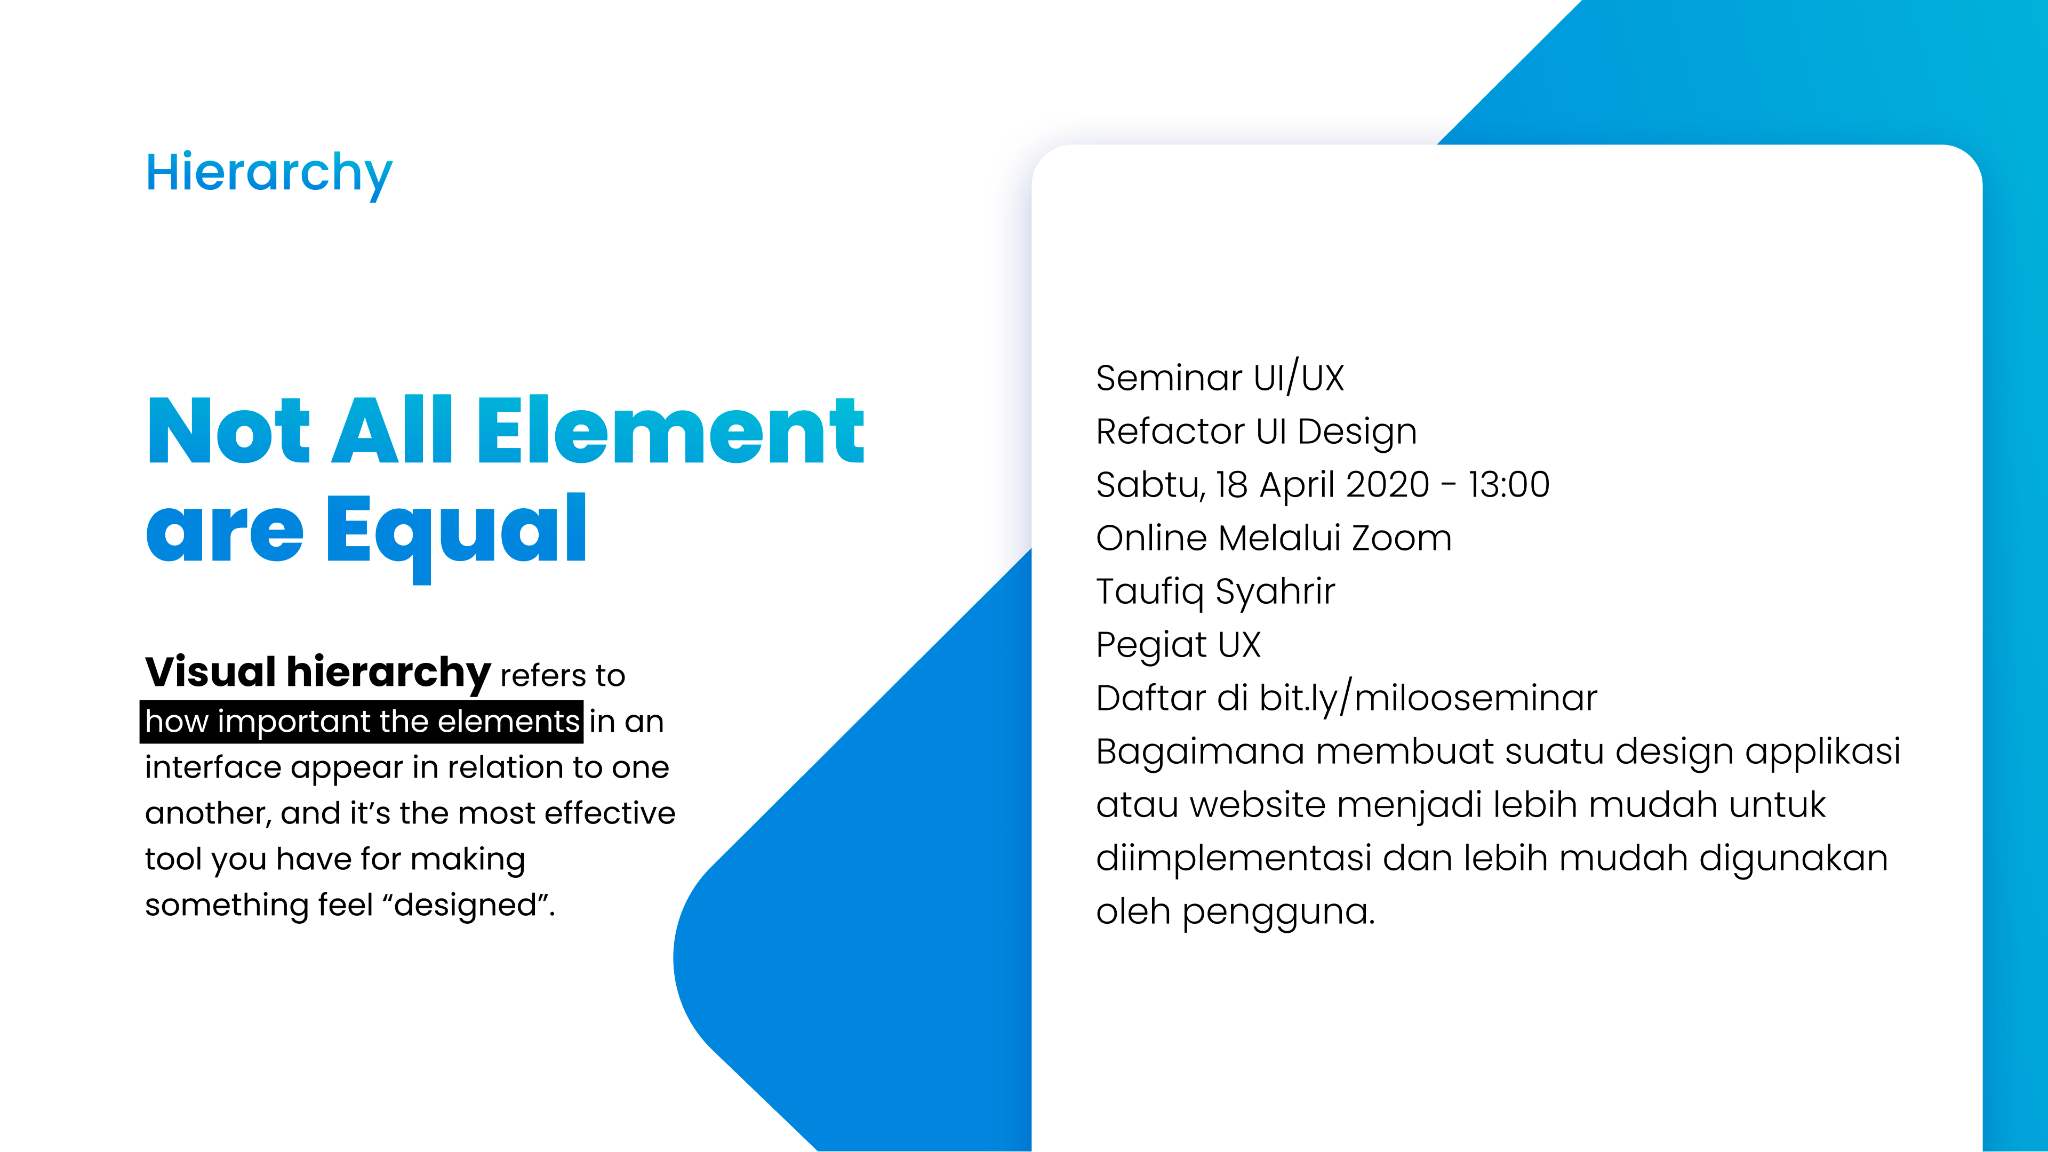 Hierarchy
Not All Element
are Equal
Visual hierarchy refers to
how important the elements in an
interface appear in relation to one
another, and it’s the most effective
tool you have for making
something feel “designed”.
Seminar UI/UX
Refactor UI Design
Sabtu, 18 April 2020 - 13:00
Online Melalui Zoom
Taufiq Syahrir
Pegiat UX
Daftar di bit.ly/milooseminar
Bagaimana membuat suatu design applikasi
atau website menjadi lebih mudah untuk
diimplementasi dan lebih mudah digunakan
oleh pengguna.